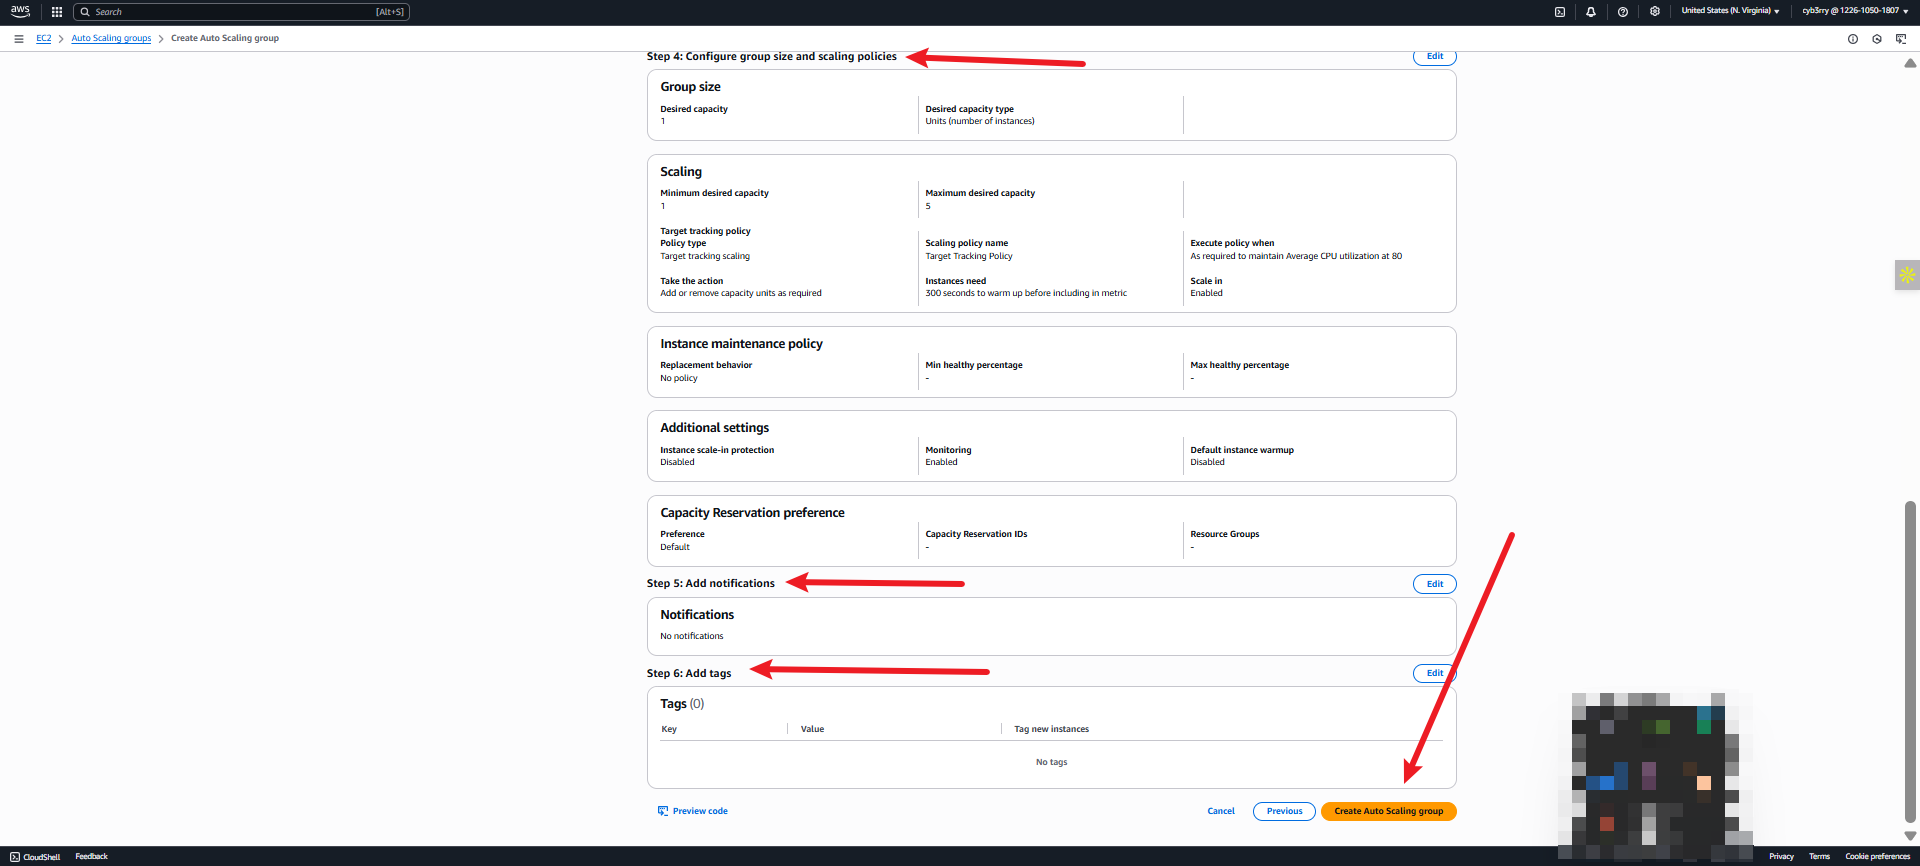 aws
Search [Alt+S]
United States (N. Virginia)
cyb3rry @ 1226-1050-1807
EC2 > Auto Scaling groups > Create Auto Scaling group
Step 4: Configure group size and scaling policies
Edit
Group size
Desired capacity
1
Desired capacity type
Units (number of instances)
Scaling
Minimum desired capacity
1
Maximum desired capacity
5
Target tracking policy
Policy type
Target tracking scaling
Scaling policy name
Target Tracking Policy
Execute policy when
As required to maintain Average CPU utilization at 80
Take the action
Add or remove capacity units as required
Instances need
300 seconds to warm up before including in metric
Scale in
Enabled
Instance maintenance policy
Replacement behavior
No policy
Min healthy percentage
-
Max healthy percentage
-
Additional settings
Instance scale-in protection
Disabled
Monitoring
Enabled
Default instance warmup
Disabled
Capacity Reservation preference
Preference
Default
Capacity Reservation IDs
-
Resource Groups
-
Step 5: Add notifications
Edit
Notifications
No notifications
Step 6: Add tags
Edit
Tags (0)
Key
Value
Tag new instances
No tags
Preview code
Cancel
Previous
Create Auto Scaling group
CloudShell
Feedback
Privacy
Terms
Cookie preferences